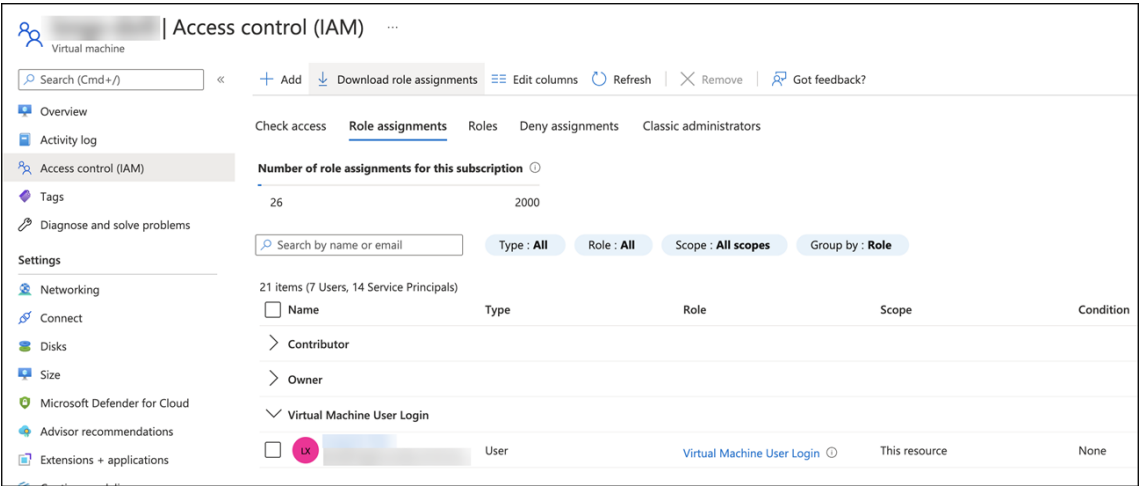 | Access control (IAM) ...
Virtual machine
Search (Cmd+/)
«
Add
Download role assignments
Edit columns
Refresh
Remove
Got feedback?
Overview
Activity log
Access control (IAM)
Tags
Diagnose and solve problems
Settings
Networking
Connect
Disks
Size
Microsoft Defender for Cloud
Advisor recommendations
Extensions + applications
Check access
Role assignments
Roles
Deny assignments
Classic administrators
Number of role assignments for this subscription
26
2000
Search by name or email
Type : All
Role : All
Scope : All scopes
Group by : Role
21 items (7 Users, 14 Service Principals)
Name
Type
Role
Scope
Condition
Contributor
Owner
Virtual Machine User Login
LX
User
Virtual Machine User Login
This resource
None